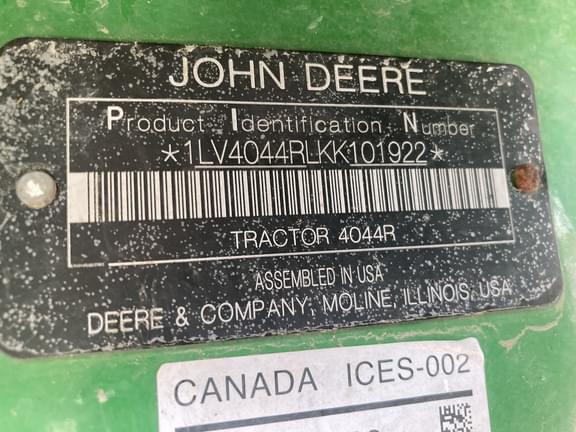 JOHN DEERE
Product Identification Number
*1LV4044RLKK101922*
TRACTOR 4044R
ASSEMBLED IN USA
DEERE & COMPANY, MOLINE, ILLINOIS, USA
CANADA ICES-002